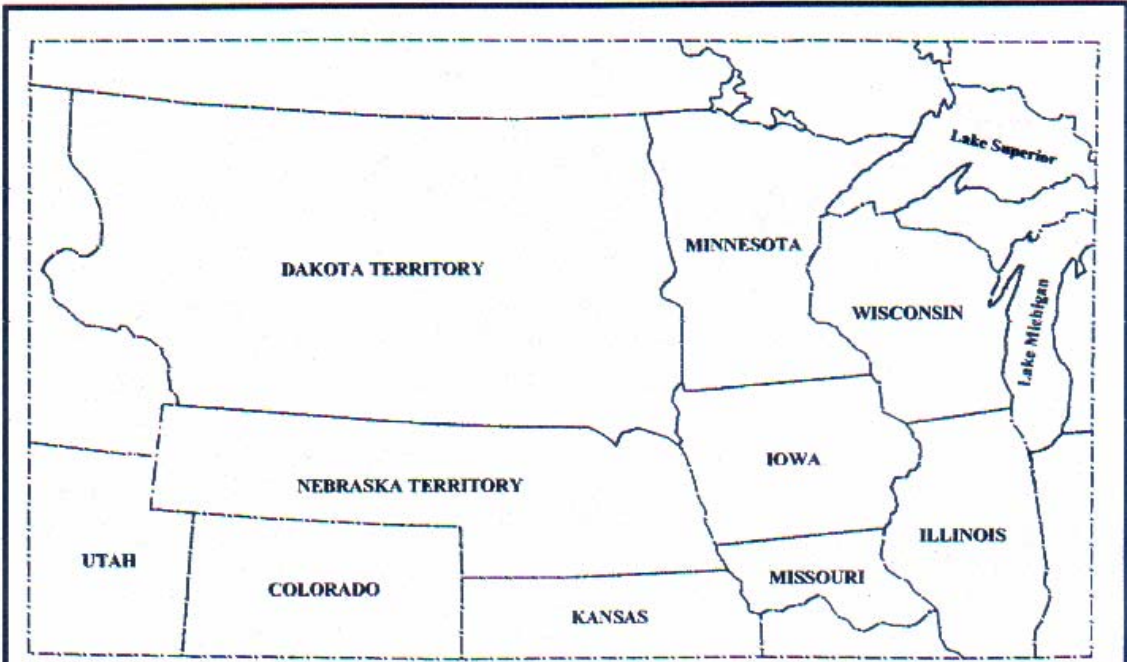 Lake Superior
MINNESOTA
DAKOTA TERRITORY
WISCONSIN
Lake Michigan
IOWA
NEBRASKA TERRITORY
ILLINOIS
UTAH
COLORADO
MISSOURI
KANSAS